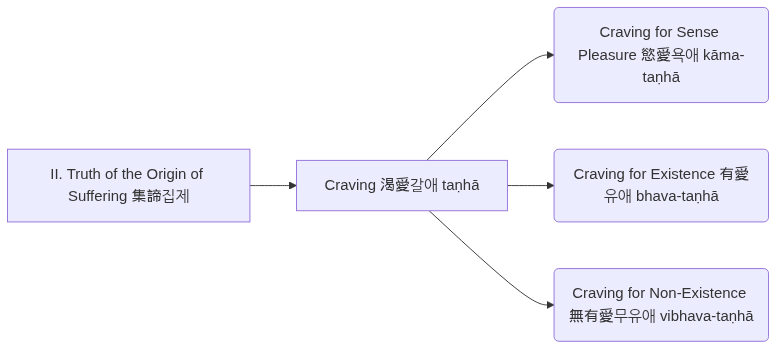 II. Truth of the Origin of
Suffering 集諦집제
Craving 渴愛갈애 taṇhā
Craving for Sense
Pleasure 慾愛욕애 kāma-
taṇhā
Craving for Existence 有愛
유애 bhava-taṇhā
Craving for Non-Existence
無有愛무유애 vibhava-taṇhā